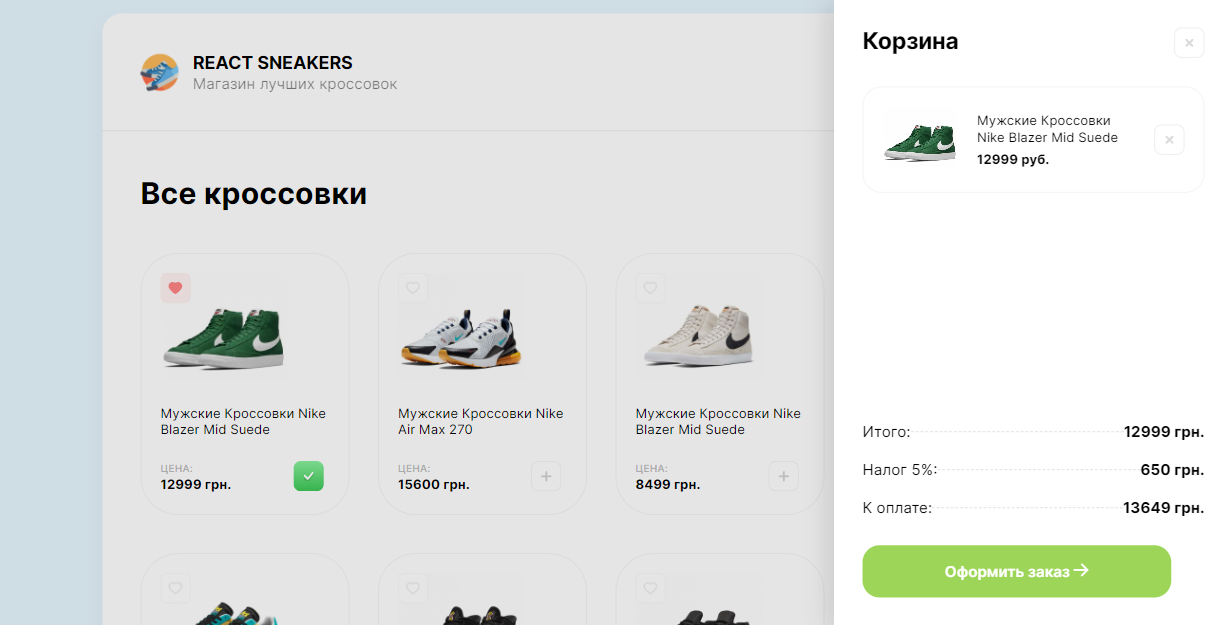 REACT SNEAKERS
Магазин лучших кроссовок
Все кроссовки
Мужские Кроссовки Nike
Blazer Mid Suede
ЦЕНА:
12999 грн.
Мужские Кроссовки Nike
Air Max 270
ЦЕНА:
15600 грн.
Мужские Кроссовки Nike
Blazer Mid Suede
ЦЕНА:
8499 грн.
Корзина
Мужские Кроссовки
Nike Blazer Mid Suede
12999 руб.
Итого: 12999 грн.
Налог 5%: 650 грн.
К оплате: 13649 грн.
Оформить заказ